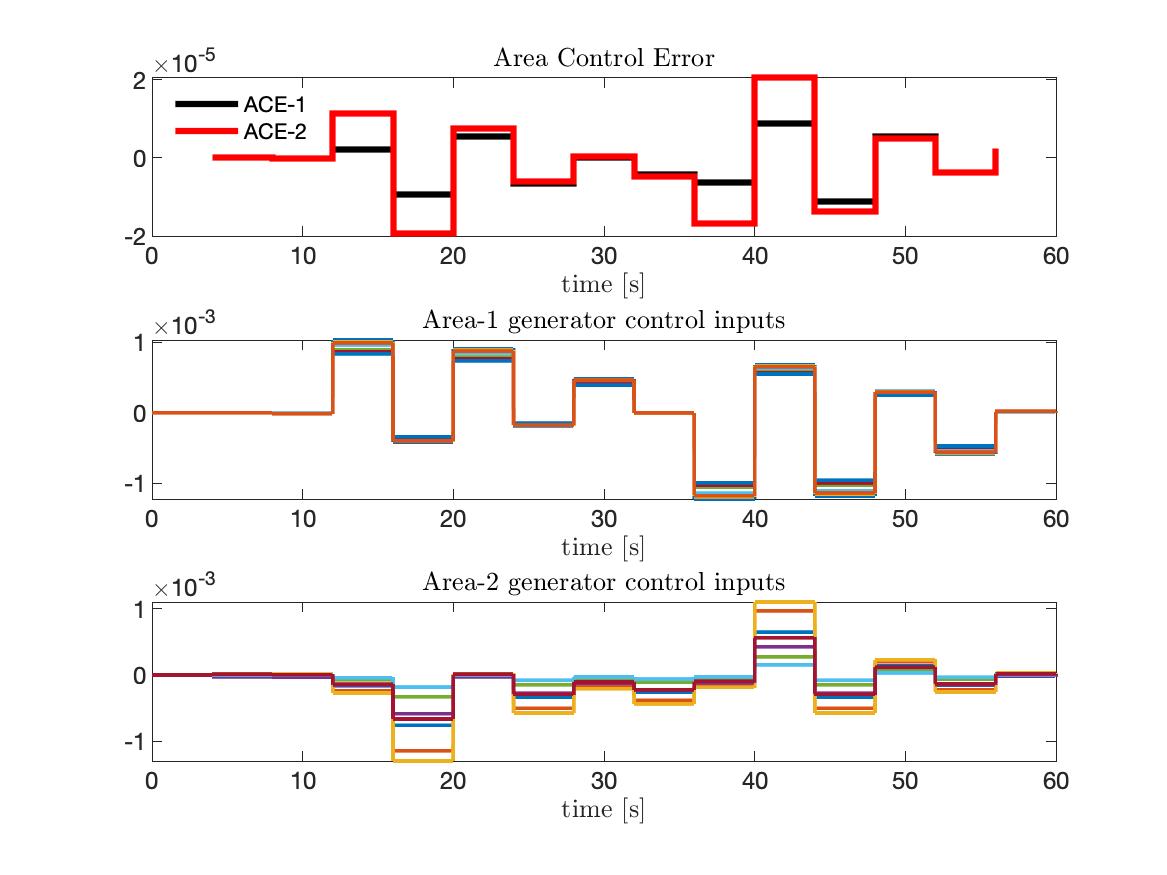 Area Control Error
×10-5
2
0
-2
ACE-1
ACE-2
0 10 20 30 40 50 60
time [s]
Area-1 generator control inputs
×10-3
1
0
-1
0 10 20 30 40 50 60
time [s]
Area-2 generator control inputs
×10-3
1
0
-1
0 10 20 30 40 50 60
time [s]